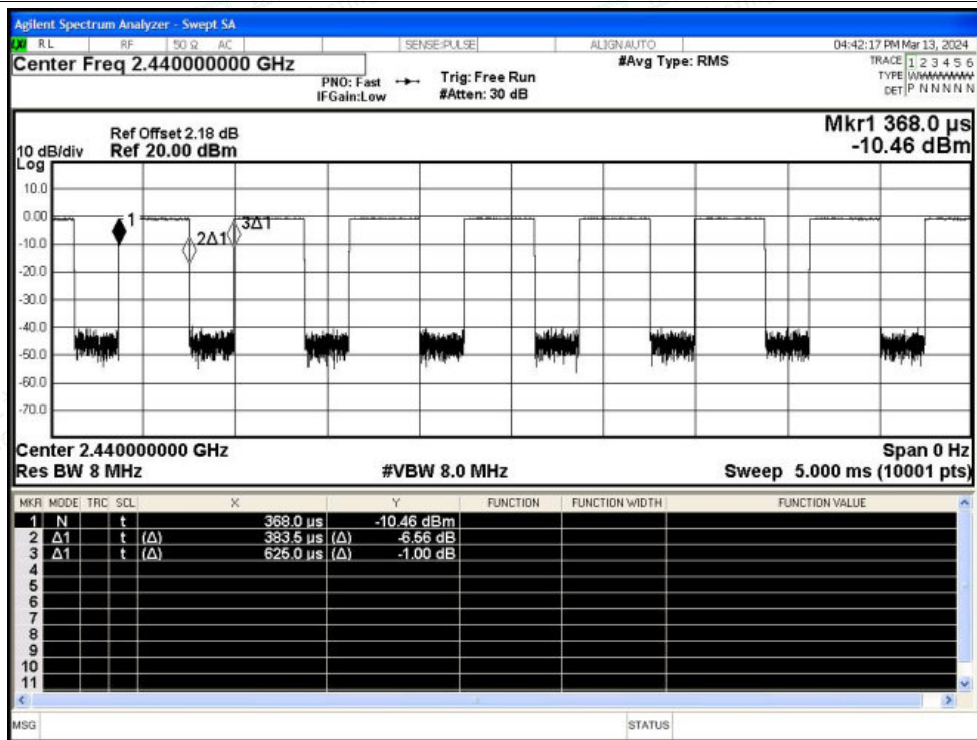 Agilent Spectrum Analyzer - Swept SA
LXI RL RF 50 Ω AC SENSE:PULSE ALIGNAUTO 04:42:17 PM Mar 13, 2024
Center Freq 2.440000000 GHz #Avg Type: RMS TRACE 1 2 3 4 5 6
PNO: Fast Trig: Free Run TYPE WWWWWW
IFGain:Low #Atten: 30 dB DET P N N N N N
Mkr1 368.0 μs
-10.46 dBm
Ref Offset 2.18 dB
10 dB/div Ref 20.00 dBm
Log
10.0
0.00
-10.0
-20.0
-30.0
-40.0
-50.0
-60.0
-70.0
1
2Δ1
3Δ1
Center 2.440000000 GHz Span 0 Hz
Res BW 8 MHz #VBW 8.0 MHz Sweep 5.000 ms (10001 pts)
MKR MODE TRC SCL X Y FUNCTION FUNCTION WIDTH FUNCTION VALUE
1 N t 368.0 μs -10.46 dBm
2 Δ1 t (Δ) 383.5 μs (Δ) -6.56 dB
3 Δ1 t (Δ) 625.0 μs (Δ) -1.00 dB
4
5
6
7
8
9
10
11
MSG STATUS